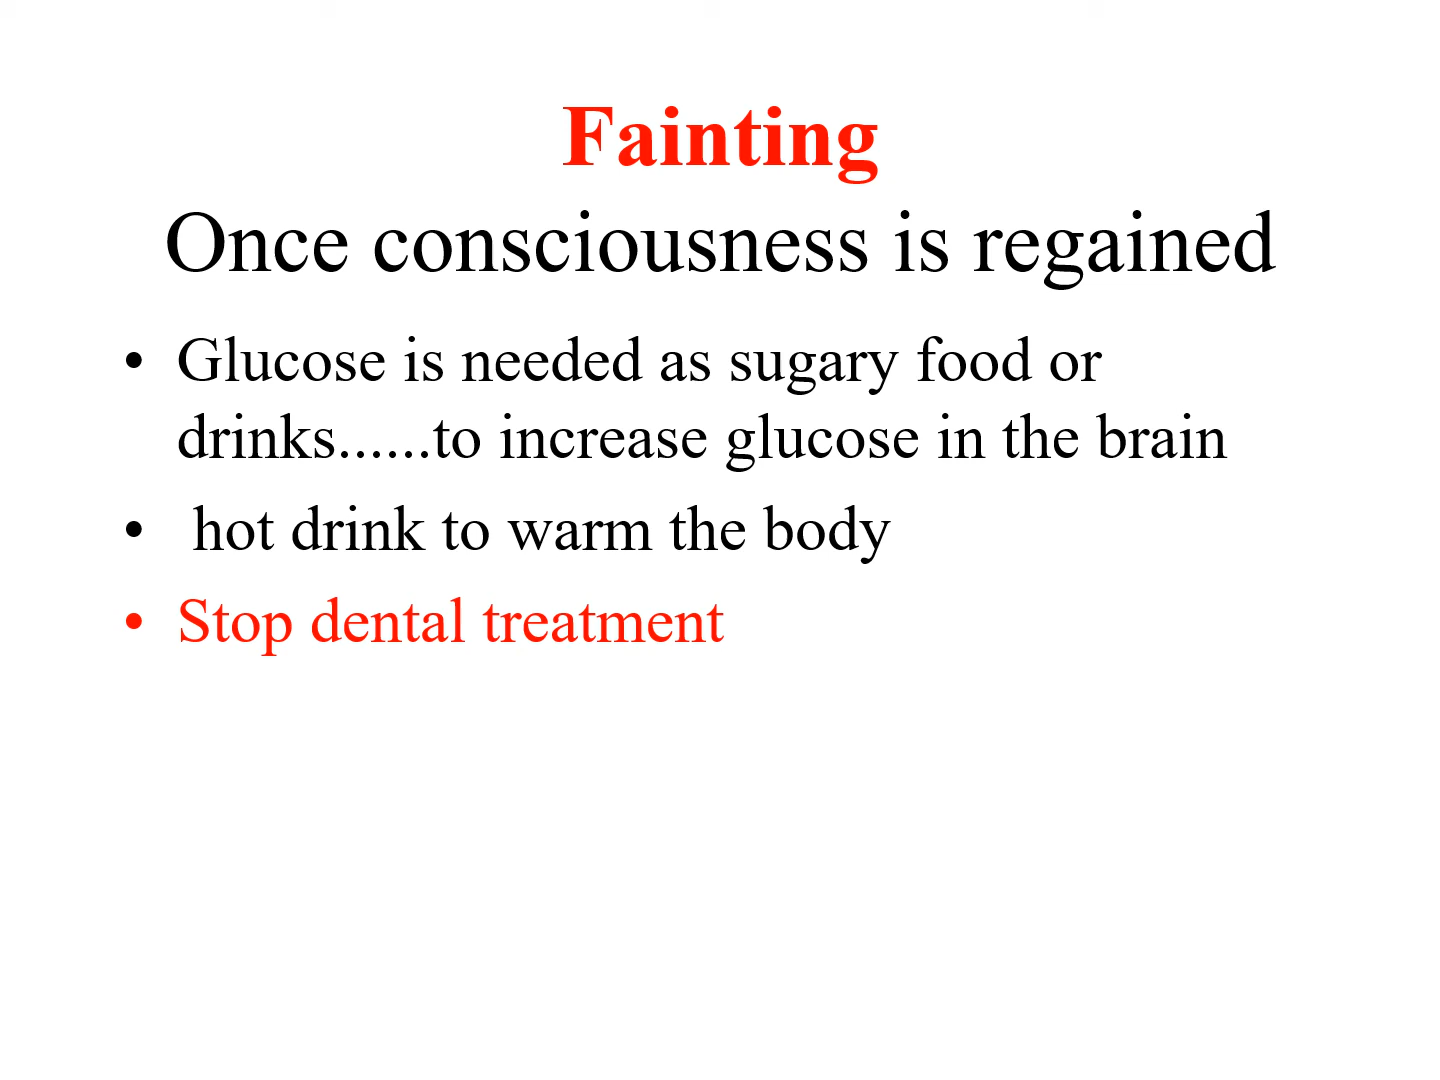 Fainting
Once consciousness is regained
• Glucose is needed as sugary food or
drinks......to increase glucose in the brain
• hot drink to warm the body
• Stop dental treatment